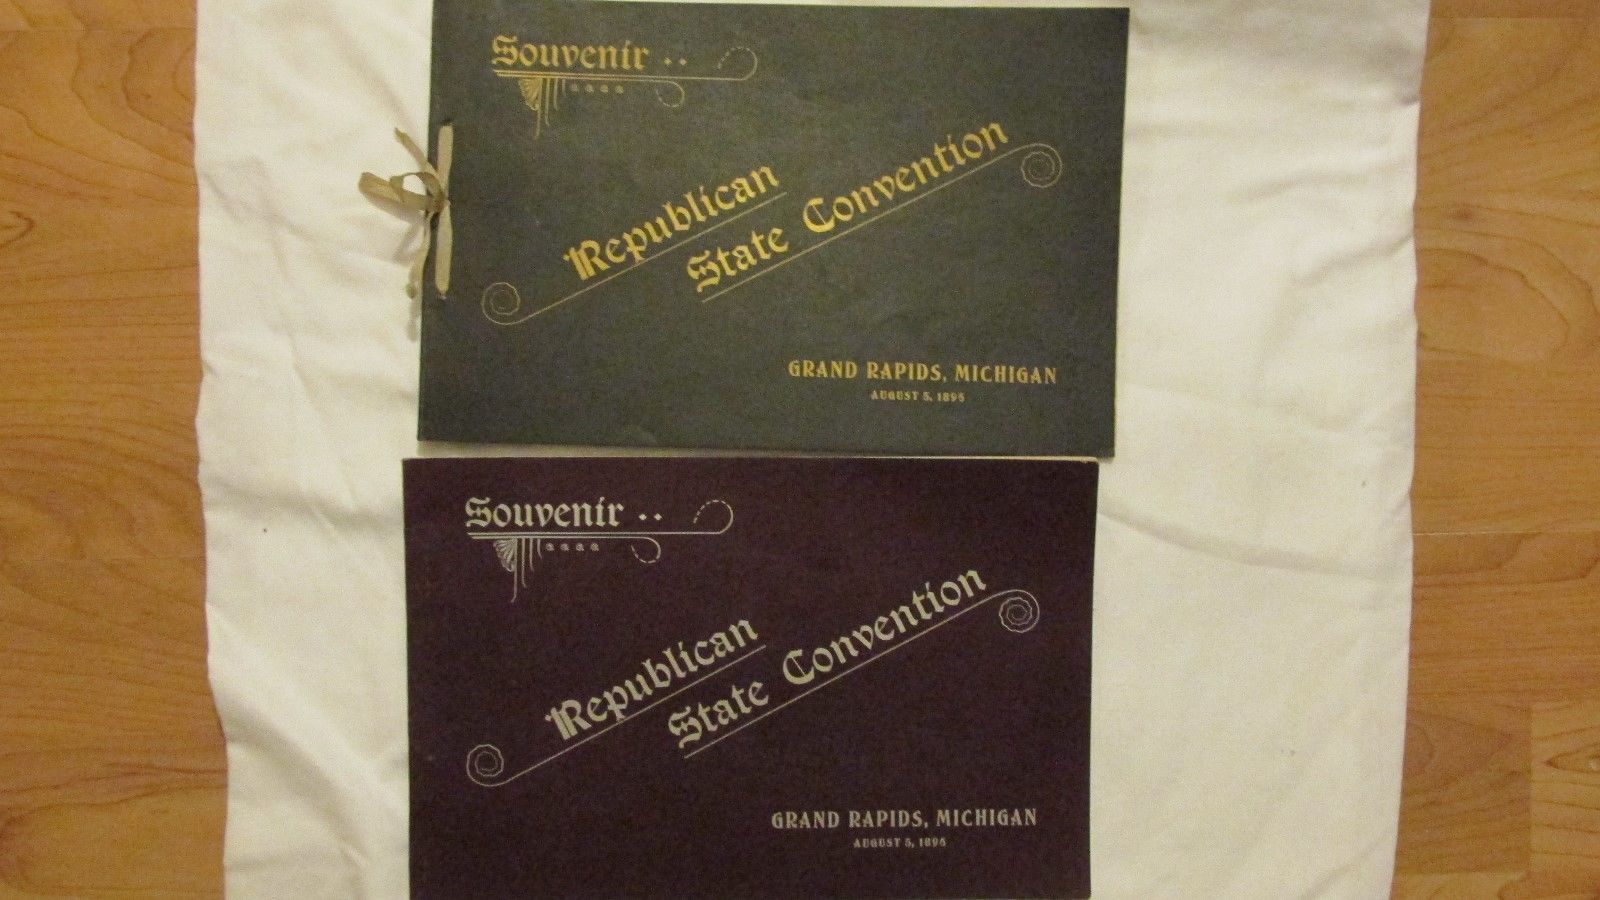 Souvenir ..
Republican
State Convention
GRAND RAPIDS, MICHIGAN
AUGUST 5, 1896
Souvenir ..
Republican
State Convention
GRAND RAPIDS, MICHIGAN
AUGUST 5, 1896